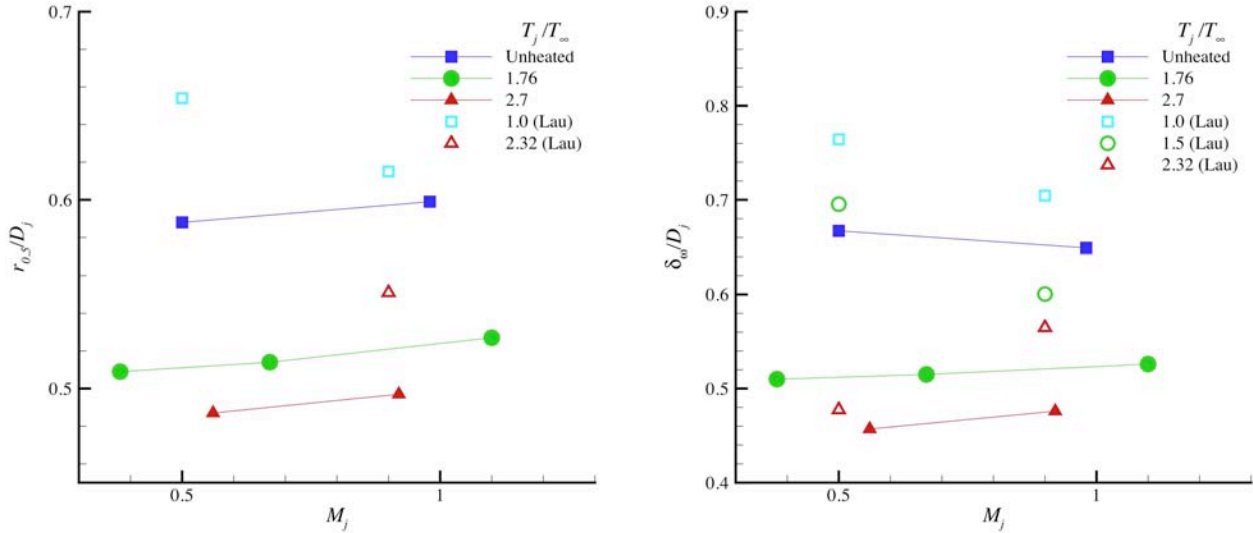 0.7
0.6
0.5
r0.5/Dj
0.5
1
Mj
Tj/T∞
Unheated
1.76
2.7
1.0 (Lau)
2.32 (Lau)
0.9
0.8
0.7
0.6
0.5
0.4
δω/Dj
0.5
1
Mj
Tj/T∞
Unheated
1.76
2.7
1.0 (Lau)
1.5 (Lau)
2.32 (Lau)